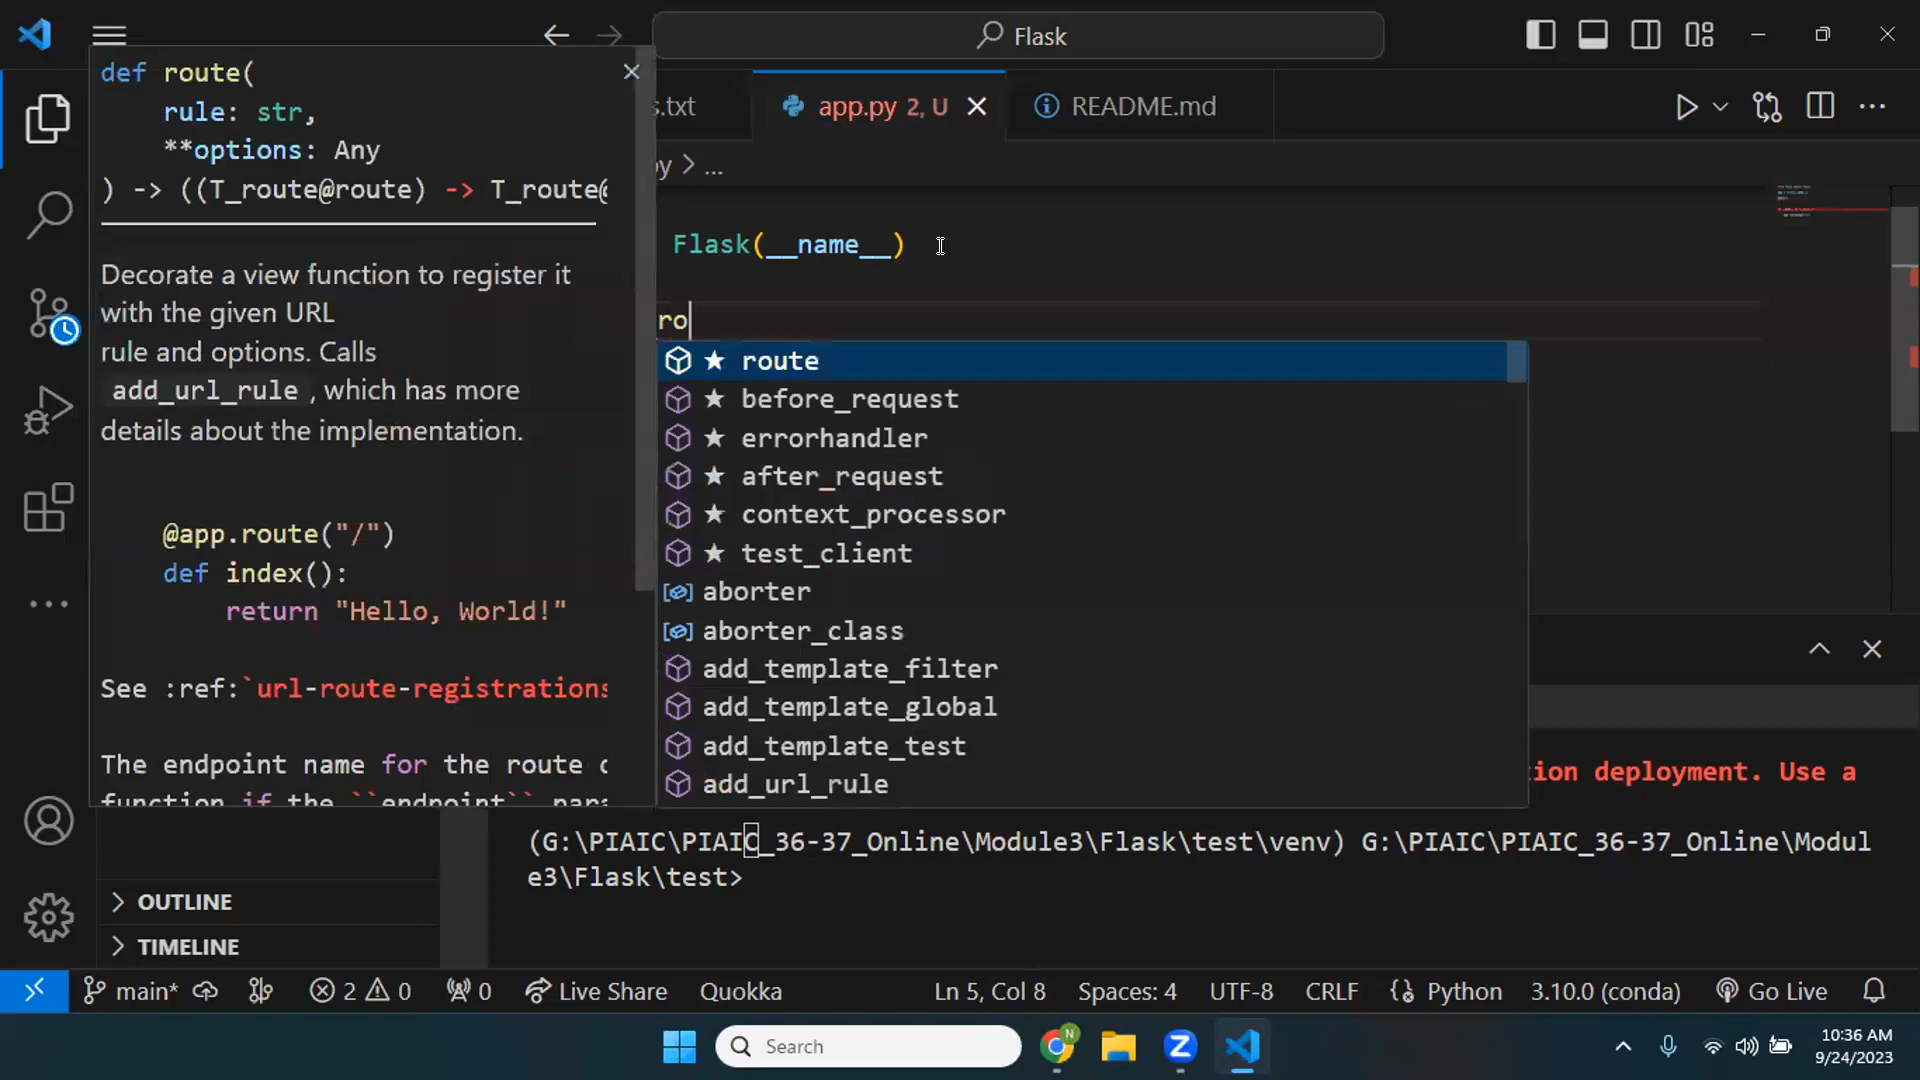 Flask
def route(
rule: str,
**options: Any
) -> ((T_route@route) -> T_route@
Decorate a view function to register it
with the given URL
rule and options. Calls
add_url_rule , which has more
details about the implementation.
@app.route("/")
def index():
return "Hello, World!"
See :ref:`url-route-registrations
The endpoint name for the route
function if the ``endpoint``
s.txt
app.py 2, U
README.md
py > ...
Flask(__name__)
ro
route
before_request
errorhandler
after_request
context_processor
test_client
aborter
aborter_class
add_template_filter
add_template_global
add_template_test
add_url_rule
ion deployment. Use a
(G:\PIAIC\PIAIC_36-37_Online\Module3\Flask\test\venv) G:\PIAIC\PIAIC_36-37_Online\Modul
e3\Flask\test>
OUTLINE
TIMELINE
main* 2 0 0 Live Share Quokka Ln 5, Col 8 Spaces: 4 UTF-8 CRLF Python 3.10.0 (conda) Go Live
Search
N
10:36 AM
9/24/2023